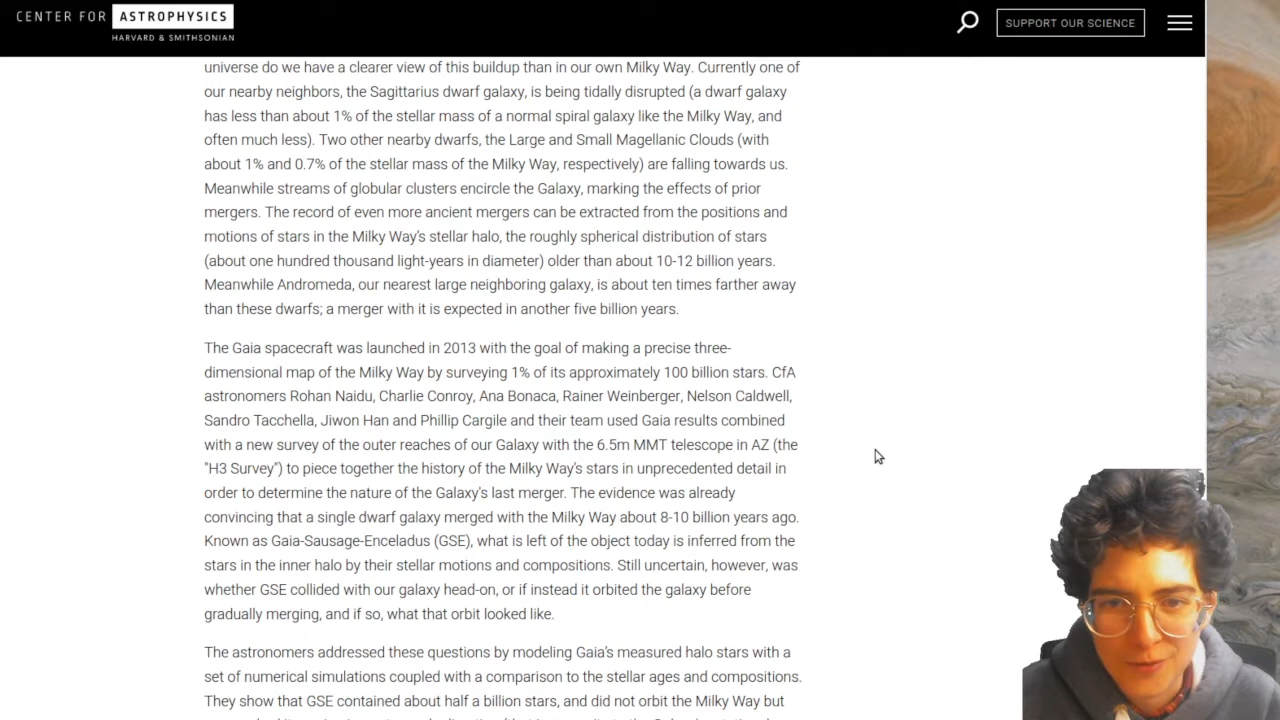 CENTER FOR ASTROPHYSICS
HARVARD & SMITHSONIAN
SUPPORT OUR SCIENCE
universe do we have a clearer view of this buildup than in our own Milky Way. Currently one of
our nearby neighbors, the Sagittarius dwarf galaxy, is being tidally disrupted (a dwarf galaxy
has less than about 1% of the stellar mass of a normal spiral galaxy like the Milky Way, and
often much less). Two other nearby dwarfs, the Large and Small Magellanic Clouds (with
about 1% and 0.7% of the stellar mass of the Milky Way, respectively) are falling towards us.
Meanwhile streams of globular clusters encircle the Galaxy, marking the effects of prior
mergers. The record of even more ancient mergers can be extracted from the positions and
motions of stars in the Milky Way's stellar halo, the roughly spherical distribution of stars
(about one hundred thousand light-years in diameter) older than about 10-12 billion years.
Meanwhile Andromeda, our nearest large neighboring galaxy, is about ten times farther away
than these dwarfs; a merger with it is expected in another five billion years.
The Gaia spacecraft was launched in 2013 with the goal of making a precise three-
dimensional map of the Milky Way by surveying 1% of its approximately 100 billion stars. CfA
astronomers Rohan Naidu, Charlie Conroy, Ana Bonaca, Rainer Weinberger, Nelson Caldwell,
Sandro Tacchella, Jiwon Han and Phillip Cargile and their team used Gaia results combined
with a new survey of the outer reaches of our Galaxy with the 6.5m MMT telescope in AZ (the
"H3 Survey") to piece together the history of the Milky Way's stars in unprecedented detail in
order to determine the nature of the Galaxy's last merger. The evidence was already
convincing that a single dwarf galaxy merged with the Milky Way about 8-10 billion years ago.
Known as Gaia-Sausage-Enceladus (GSE), what is left of the object today is inferred from the
stars in the inner halo by their stellar motions and compositions. Still uncertain, however, was
whether GSE collided with our galaxy head-on, or if instead it orbited the galaxy before
gradually merging, and if so, what that orbit looked like.
The astronomers addressed these questions by modeling Gaia's measured halo stars with a
set of numerical simulations coupled with a comparison to the stellar ages and compositions.
They show that GSE contained about half a billion stars, and did not orbit the Milky Way but